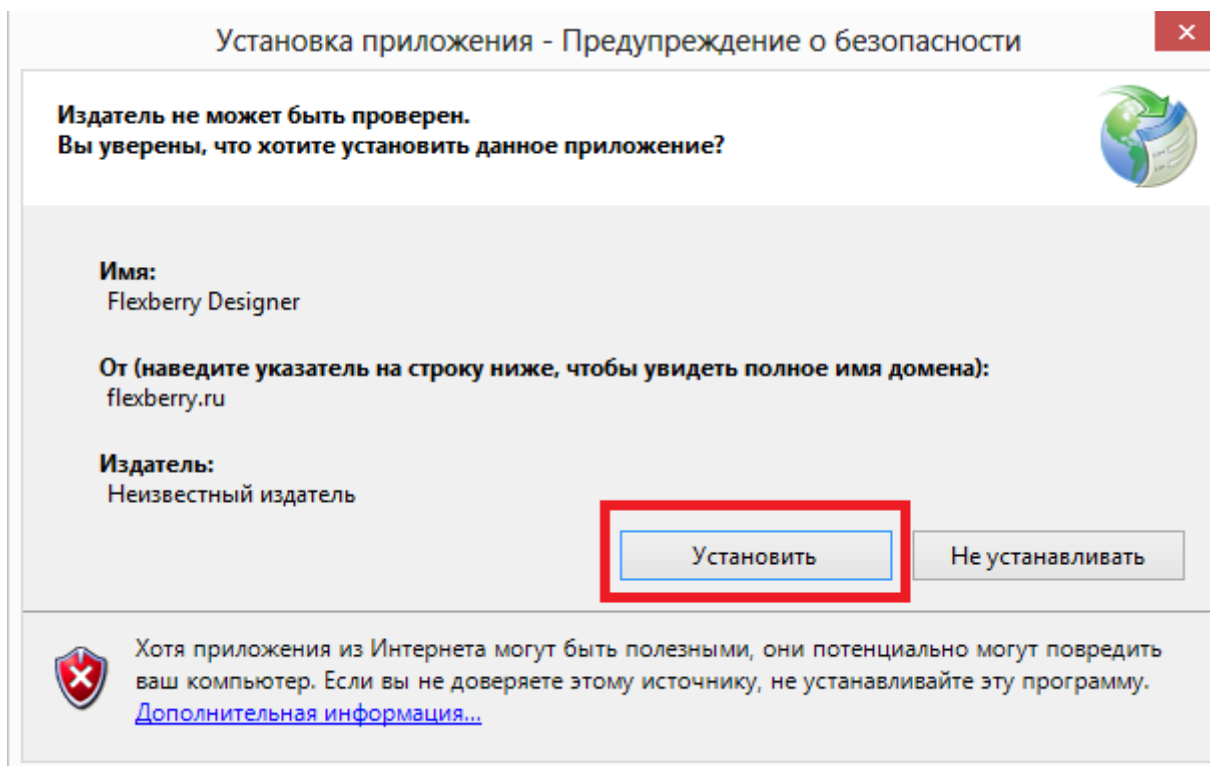 Установка приложения - Предупреждение о безопасности
Издатель не может быть проверен.
Вы уверены, что хотите установить данное приложение?
Имя:
Flexberry Designer
От (наведите указатель на строку ниже, чтобы увидеть полное имя домена):
flexberry.ru
Издатель:
Неизвестный издатель
Установить
Не устанавливать
Хотя приложения из Интернета могут быть полезными, они потенциально могут повредить
ваш компьютер. Если вы не доверяете этому источнику, не устанавливайте эту программу.
Дополнительная информация...